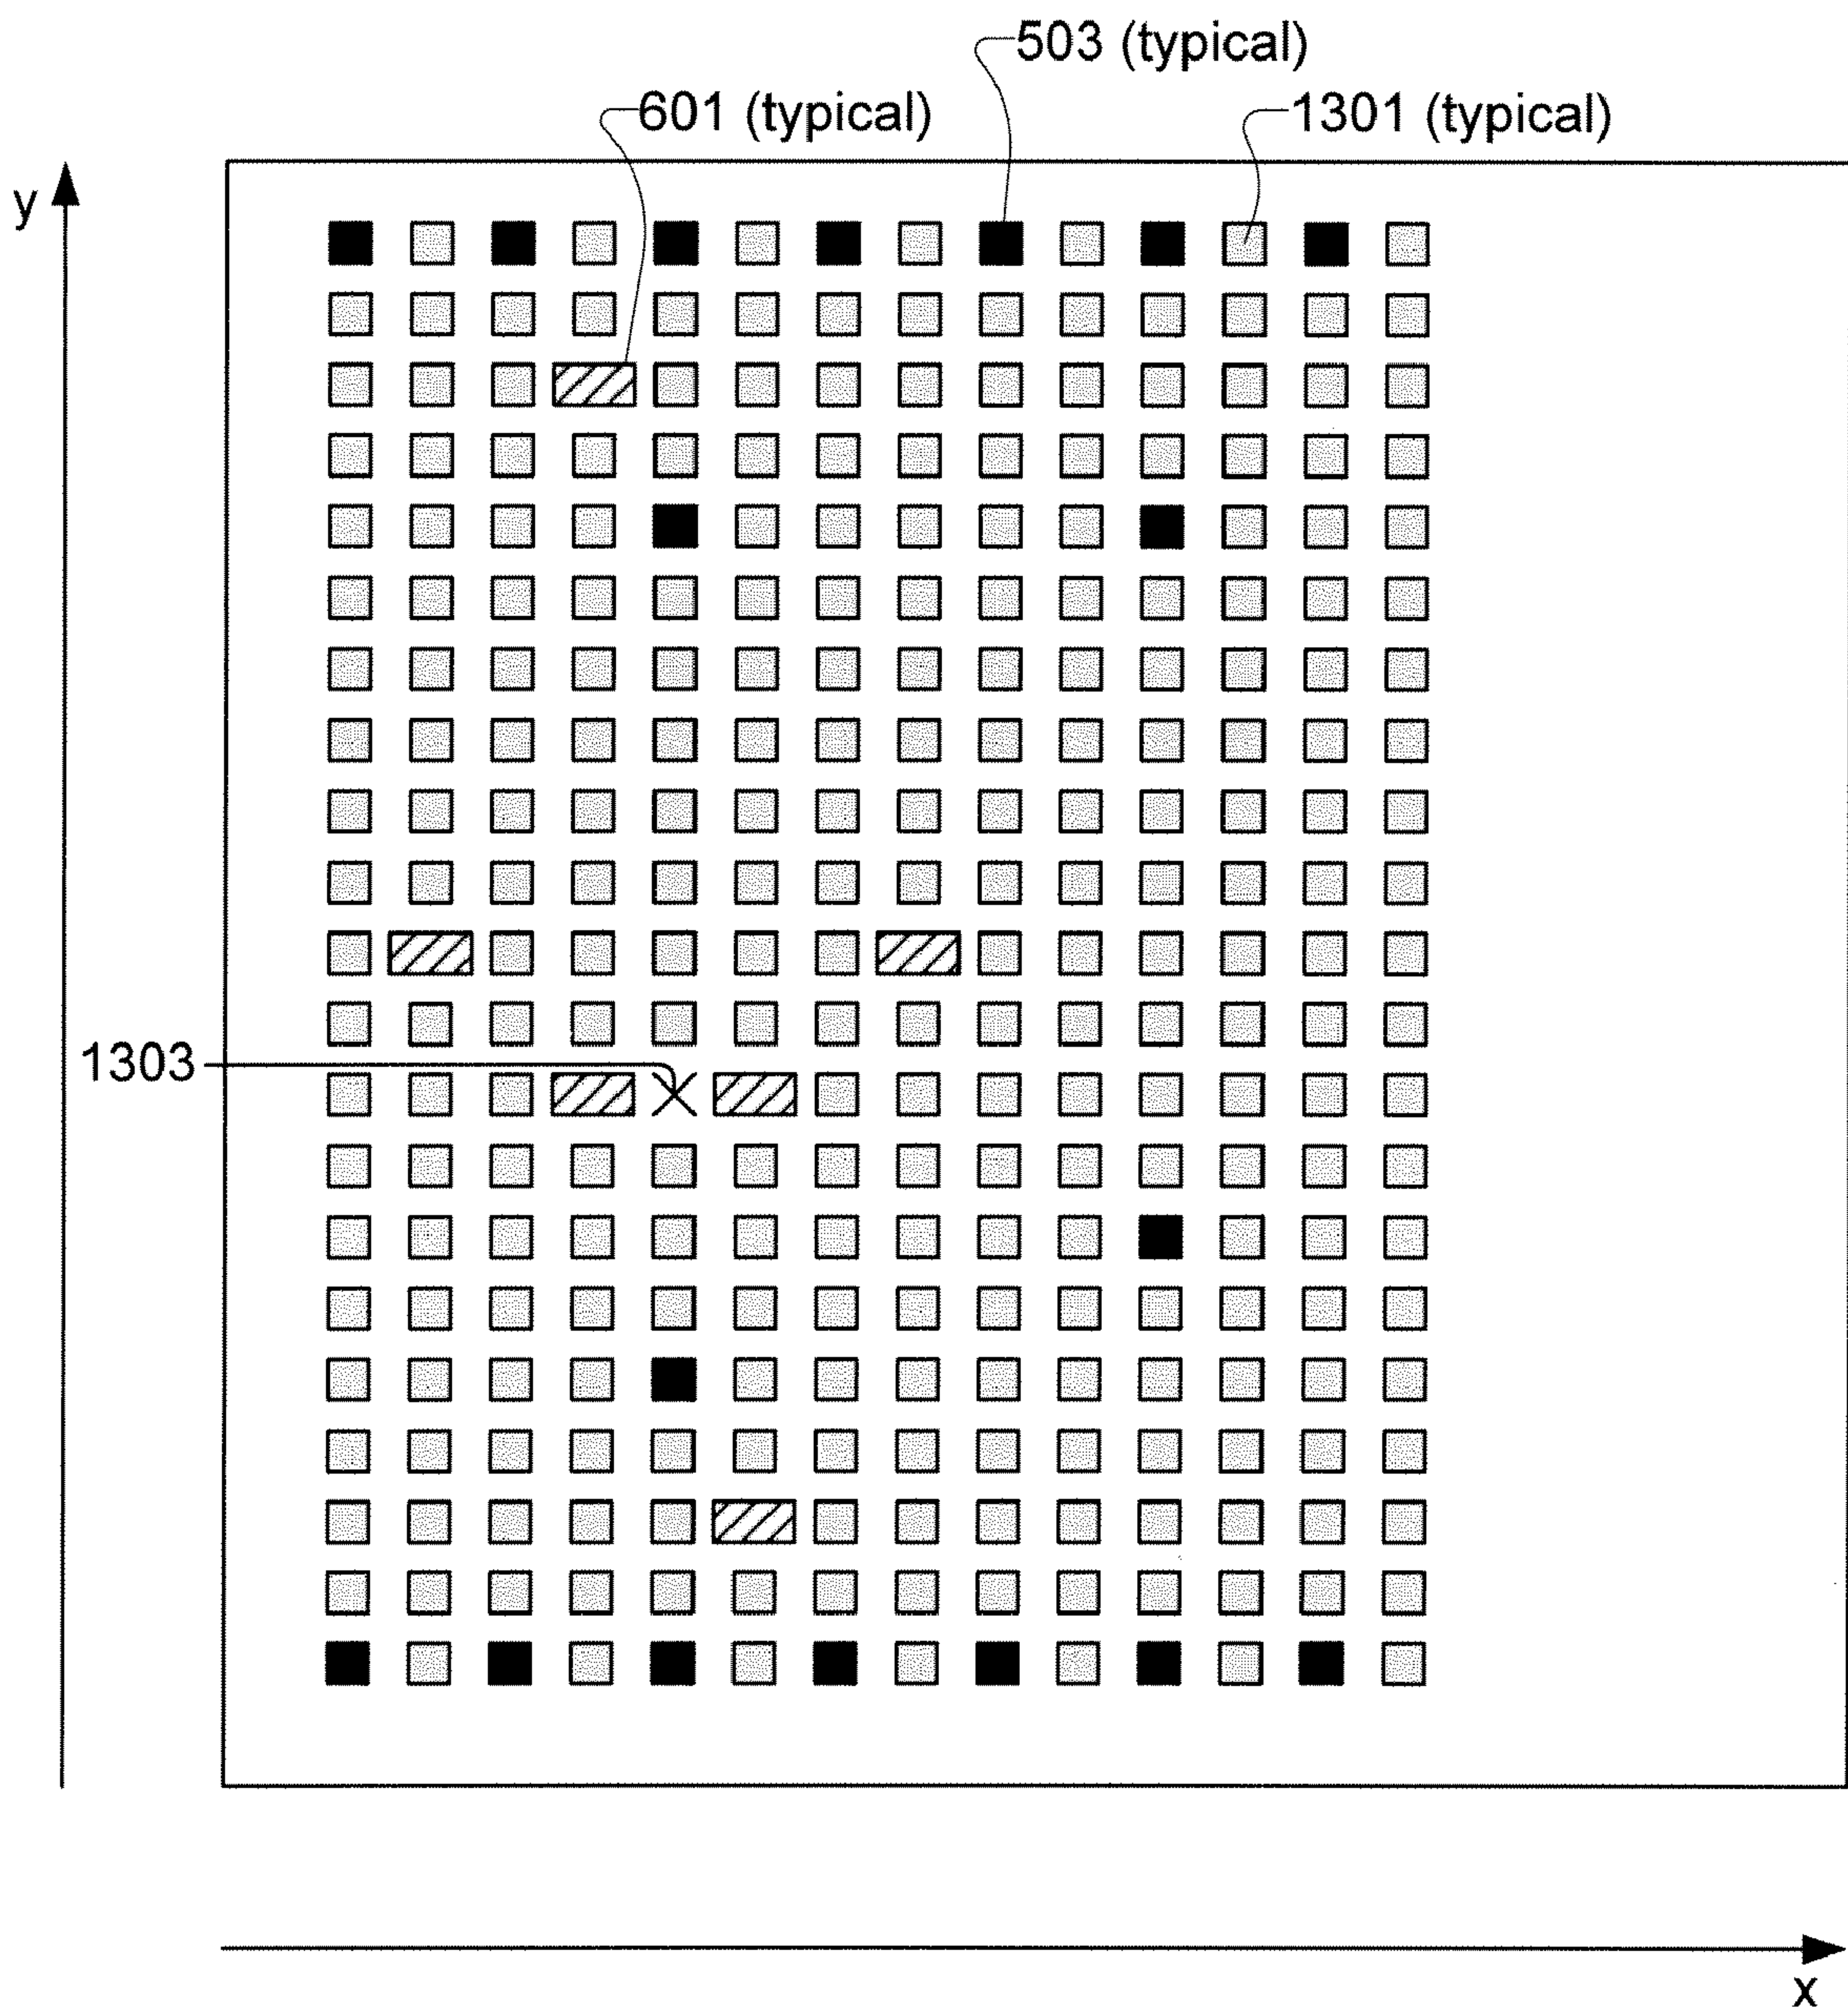 503 (typical)
601 (typical)
1301 (typical)
y
1303
x